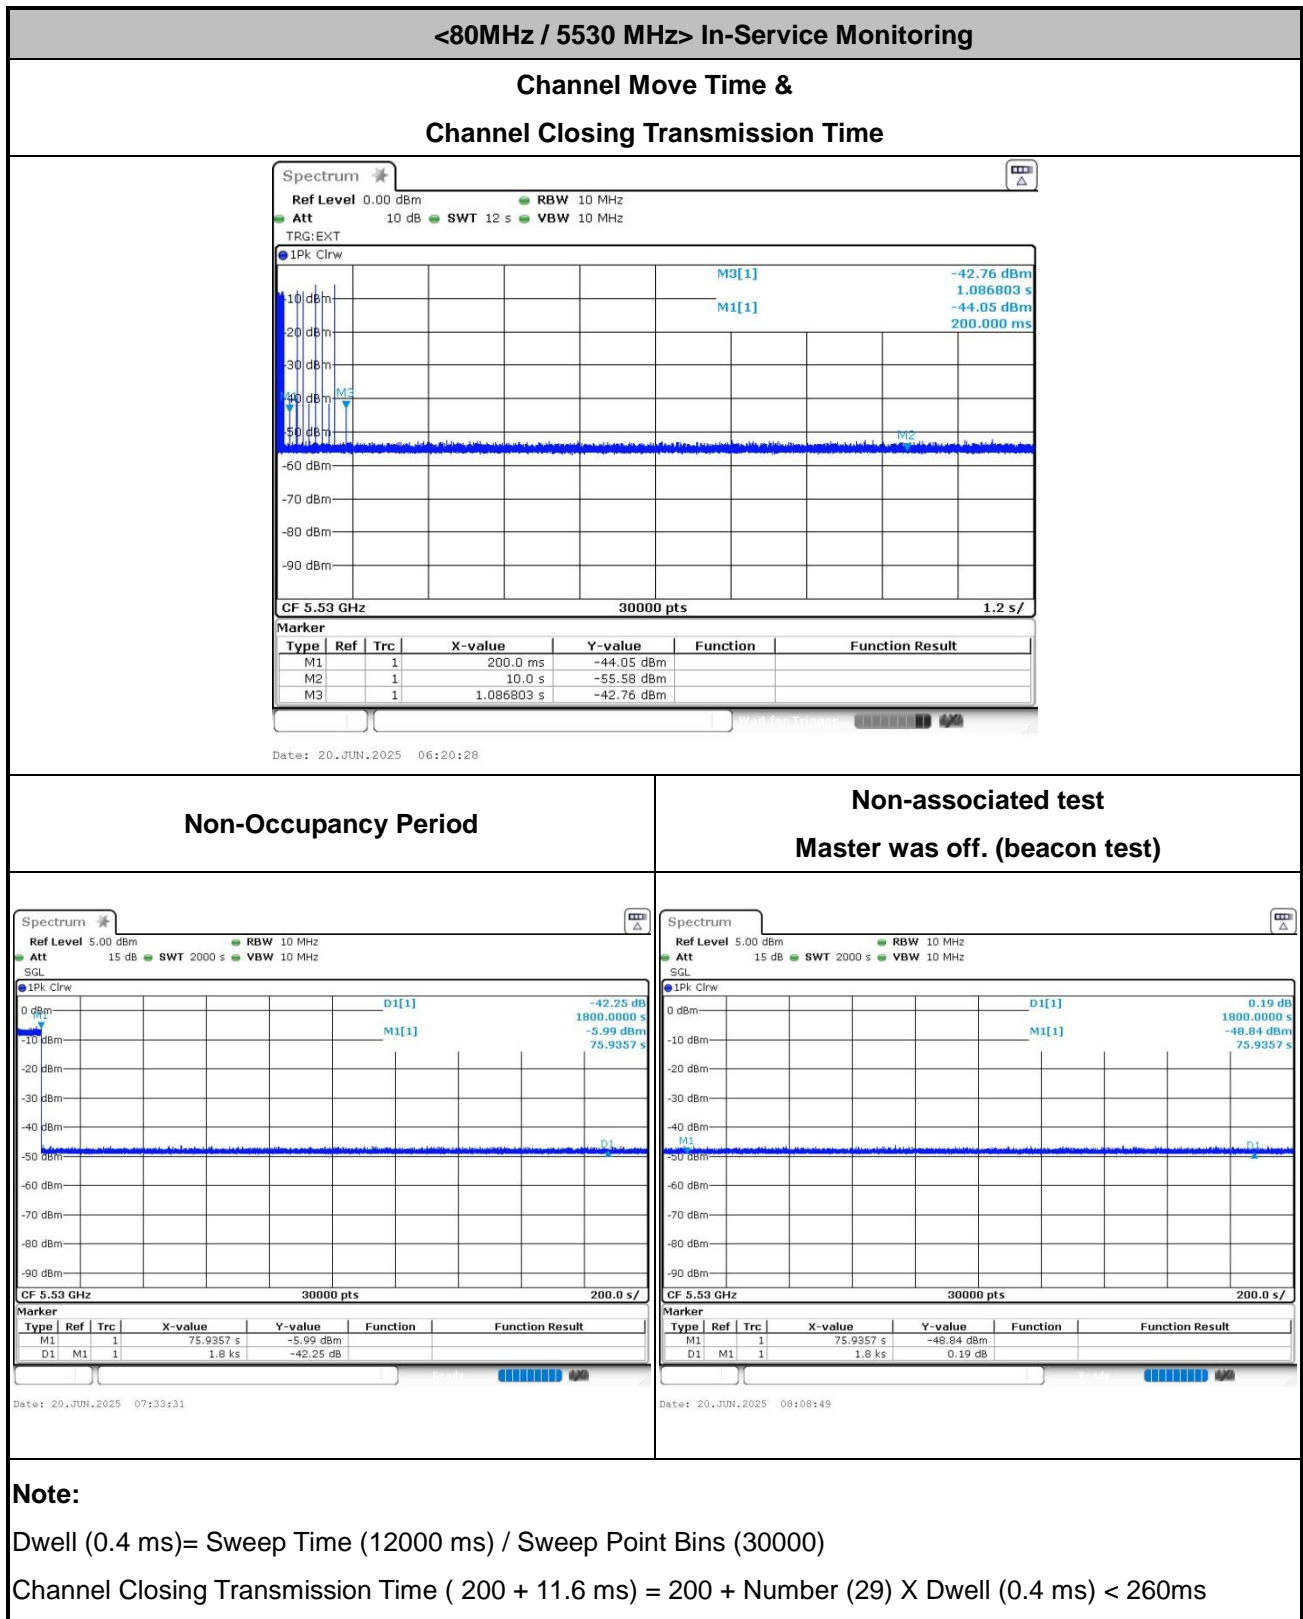 <80MHz / 5530 MHz> In-Service Monitoring
Channel Move Time &
Channel Closing Transmission Time
Spectrum
Ref Level 0.00 dBm RBW 10 MHz
Att 10 dB SWT 12 s VBW 10 MHz
TRG:EXT
1Pk Clrw
M3[1] -42.76 dBm
1.086803 s
-10 dBm
M1[1] -44.05 dBm
200.000 ms
-20 dBm
-30 dBm
M1 M3
-40 dBm
-50 dBm
M2
-60 dBm
-70 dBm
-80 dBm
-90 dBm
CF 5.53 GHz 30000 pts 1.2 s/
Marker
Type Ref Trc X-value Y-value Function Function Result
M1 1 200.0 ms -44.05 dBm
M2 1 10.0 s -55.58 dBm
M3 1 1.086803 s -42.76 dBm
Wait for Trigger
Date: 20.JUN.2025 06:20:28
Non-Occupancy Period
Non-associated test
Master was off. (beacon test)
Spectrum
Ref Level 5.00 dBm RBW 10 MHz
Att 15 dB SWT 2000 s VBW 10 MHz
SGL
1Pk Clrw
D1[1] -42.25 dB
1800.0000 s
0 dBm
M1
M1[1] -5.99 dBm
75.9357 s
-10 dBm
-20 dBm
-30 dBm
-40 dBm
D1
-50 dBm
-60 dBm
-70 dBm
-80 dBm
-90 dBm
CF 5.53 GHz 30000 pts 200.0 s/
Marker
Type Ref Trc X-value Y-value Function Function Result
M1 1 75.9357 s -5.99 dBm
D1 M1 1 1.8 ks -42.25 dB
Ready
Date: 20.JUN.2025 07:33:31
Spectrum
Ref Level 5.00 dBm RBW 10 MHz
Att 15 dB SWT 2000 s VBW 10 MHz
SGL
1Pk Clrw
D1[1] 0.19 dB
1800.0000 s
0 dBm
M1[1] -48.84 dBm
75.9357 s
-10 dBm
-20 dBm
-30 dBm
-40 dBm
M1 D1
-50 dBm
-60 dBm
-70 dBm
-80 dBm
-90 dBm
CF 5.53 GHz 30000 pts 200.0 s/
Marker
Type Ref Trc X-value Y-value Function Function Result
M1 1 75.9357 s -48.84 dBm
D1 M1 1 1.8 ks 0.19 dB
Ready
Date: 20.JUN.2025 08:08:49
Note:
Dwell (0.4 ms)= Sweep Time (12000 ms) / Sweep Point Bins (30000)
Channel Closing Transmission Time ( 200 + 11.6 ms) = 200 + Number (29) X Dwell (0.4 ms) < 260ms